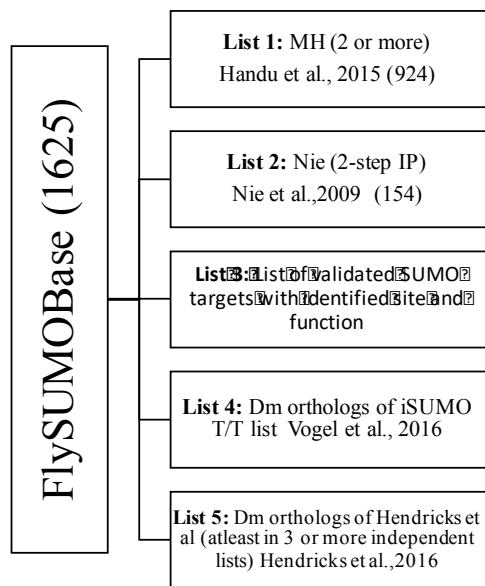 FlySUMOBase (1625)
List 1: MH (2 or more)
Handu et al., 2015 (924)
List 2: Nie (2-step IP)
Nie et al.,2009 (154)
List 3: List of validated SUMO
targets with identified site and
function
List 4: Dm orthologs of iSUMO
T/T list Vogel et al., 2016
List 5: Dm orthologs of Hendricks et
al (atleast in 3 or more independent
lists) Hendricks et al.,2016